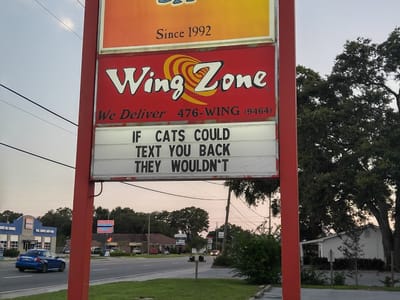 Since 1992
Wing Zone
We Deliver 476-WING (9464)
IF CATS COULD
TEXT YOU BACK
THEY WOULDN'T